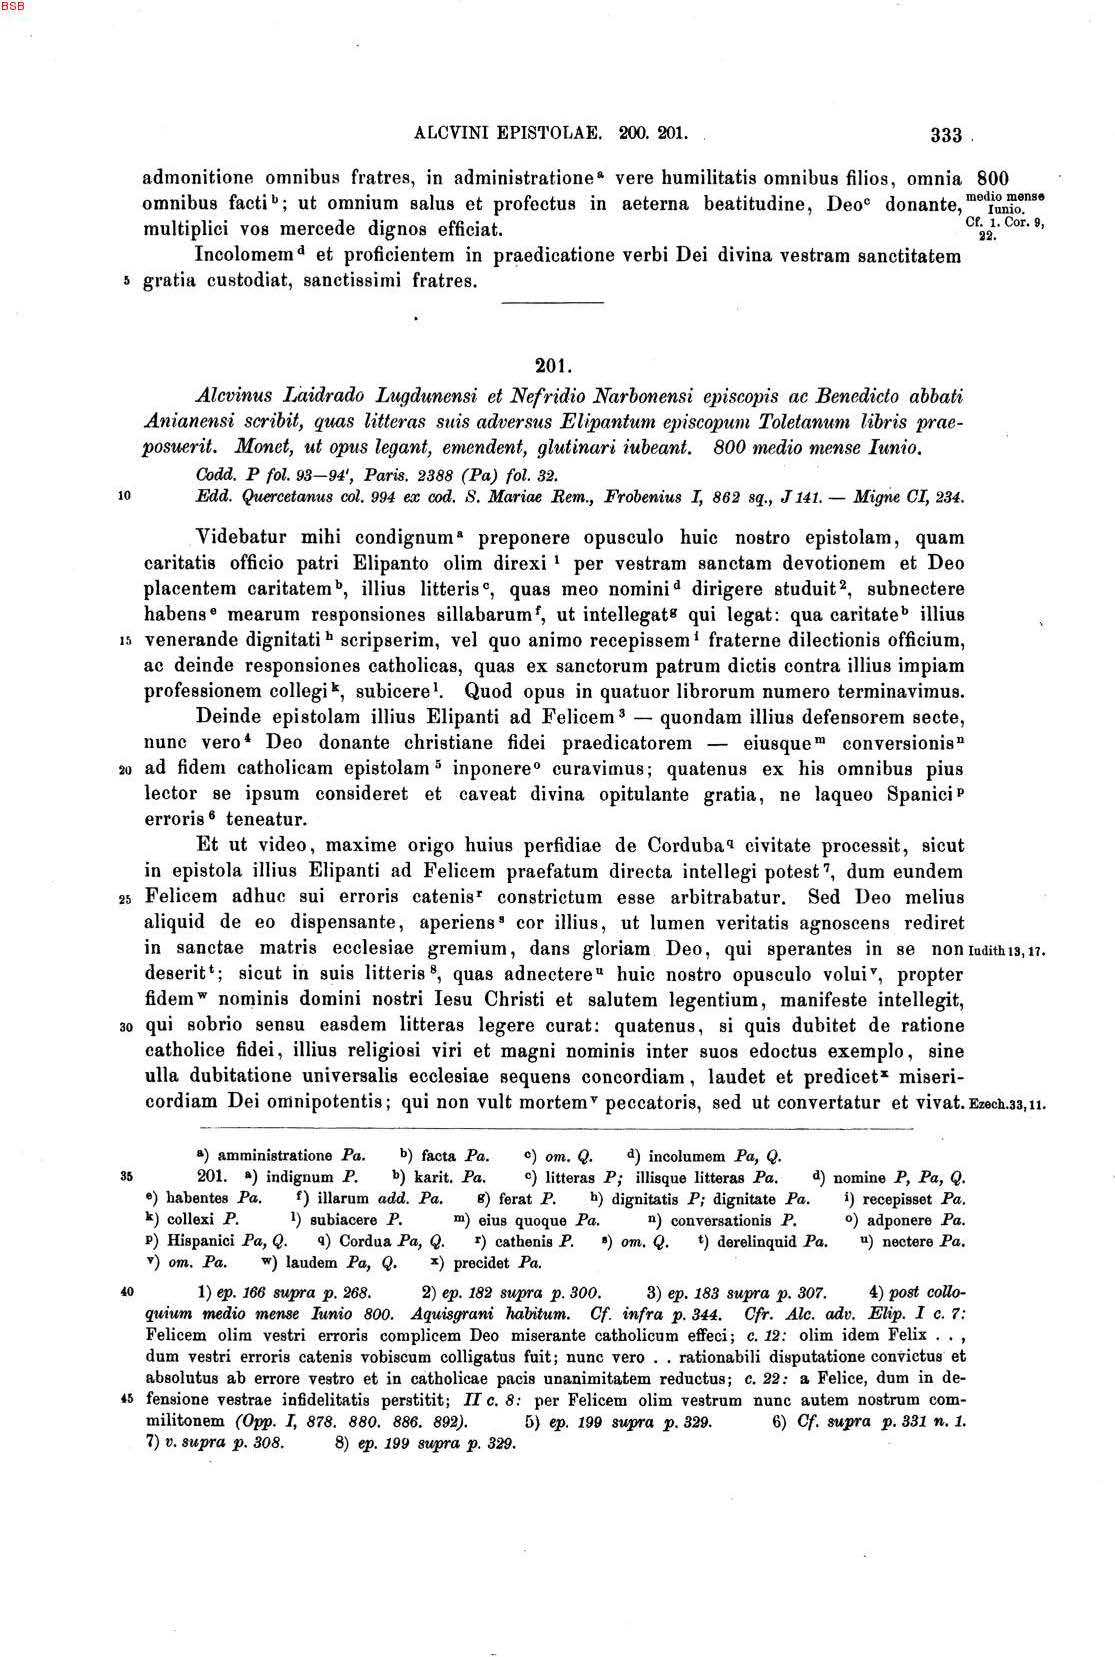 BSB
ALCVINI EPISTOLAE. 200. 201. 333
admonitione omnibus fratres, in administratione ᵃ vere humilitatis omnibus filios, omnia 800
omnibus facti ᵇ; ut omnium salus et profectus in aeterna beatitudine, Deo ᶜ donante, medio mense Iunio.
multiplici vos mercede dignos efficiat. Cf. 1. Cor. 9, 22.
Incolomem ᵈ et proficientem in praedicatione verbi Dei divina vestram sanctitatem
5 gratia custodiat, sanctissimi fratres.
201.
Alcvinus Laidrado Lugdunensi et Nefridio Narbonensi episcopis ac Benedicto abbati
Anianensi scribit, quas litteras suis adversus Elipantum episcopum Toletanum libris prae-
posuerit. Monet, ut opus legant, emendent, glutinari iubeant. 800 medio mense Iunio.
Codd. P fol. 93—94', Paris. 2388 (Pa) fol. 32.
10 Edd. Quercetanus col. 994 ex cod. S. Mariae Rem., Frobenius I, 862 sq., J 141. — Migne CI, 234.
Videbatur mihi condignum ᵃ preponere opusculo huic nostro epistolam, quam
caritatis officio patri Elipanto olim direxi ¹ per vestram sanctam devotionem et Deo
placentem caritatem ᵇ, illius litteris ᶜ, quas meo nomini ᵈ dirigere studuit ², subnectere
habens ᵉ mearum responsiones sillabarum ᶠ, ut intellegat ᵍ qui legat: qua caritate ᵇ illius
15 venerande dignitati ʰ scripserim, vel quo animo recepissem ⁱ fraterne dilectionis officium,
ac deinde responsiones catholicas, quas ex sanctorum patrum dictis contra illius impiam
professionem collegi ᵏ, subicere ˡ. Quod opus in quatuor librorum numero terminavimus.
Deinde epistolam illius Elipanti ad Felicem ³ — quondam illius defensorem secte,
nunc vero ⁴ Deo donante christiane fidei praedicatorem — eiusque ᵐ conversionis ⁿ
20 ad fidem catholicam epistolam ⁵ inponere ᵒ curavimus; quatenus ex his omnibus pius
lector se ipsum consideret et caveat divina opitulante gratia, ne laqueo Spanici ᵖ
erroris ⁶ teneatur.
Et ut video, maxime origo huius perfidiae de Corduba q civitate processit, sicut
in epistola illius Elipanti ad Felicem praefatum directa intellegi potest ⁷, dum eundem
25 Felicem adhuc sui erroris catenis ʳ constrictum esse arbitrabatur. Sed Deo melius
aliquid de eo dispensante, aperiens ˢ cor illius, ut lumen veritatis agnoscens rediret
in sanctae matris ecclesiae gremium, dans gloriam Deo, qui sperantes in se non Iudith 13, 17.
deserit ᵗ; sicut in suis litteris ⁸, quas adnectere ᵘ huic nostro opusculo volui ᵛ, propter
fidem ʷ nominis domini nostri Iesu Christi et salutem legentium, manifeste intellegit,
30 qui sobrio sensu easdem litteras legere curat: quatenus, si quis dubitet de ratione
catholice fidei, illius religiosi viri et magni nominis inter suos edoctus exemplo, sine
ulla dubitatione universalis ecclesiae sequens concordiam, laudet et predicet ˣ miseri-
cordiam Dei omnipotentis; qui non vult mortem ᵛ peccatoris, sed ut convertatur et vivat. Ezech. 33, 11.
a) amministratione Pa. b) facta Pa. c) om. Q. d) incolumem Pa, Q.
35 201. a) indignum P. b) karit. Pa. c) litteras P; illisque litteras Pa. d) nomine P, Pa, Q.
e) habentes Pa. f) illarum add. Pa. g) ferat P. h) dignitatis P; dignitate Pa. i) recepisset Pa.
k) collexi P. l) subiacere P. m) eius quoque Pa. n) conversationis P. o) adponere Pa.
p) Hispanici Pa, Q. q) Cordua Pa, Q. r) cathenis P. s) om. Q. t) derelinquid Pa. u) nectere Pa.
v) om. Pa. w) laudem Pa, Q. x) precidet Pa.
40 1) ep. 166 supra p. 268. 2) ep. 182 supra p. 300. 3) ep. 183 supra p. 307. 4) post collo-
quium medio mense Iunio 800. Aquisgrani habitum. Cf. infra p. 344. Cfr. Alc. adv. Elip. I c. 7:
Felicem olim vestri erroris complicem Deo miserante catholicum effeci; c. 12: olim idem Felix . . ,
dum vestri erroris catenis vobiscum colligatus fuit; nunc vero . . rationabili disputatione convictus et
absolutus ab errore vestro et in catholicae pacis unanimitatem reductus; c. 22: a Felice, dum in de-
45 fensione vestrae infidelitatis perstitit; II c. 8: per Felicem olim vestrum nunc autem nostrum com-
militonem (Opp. I, 878. 880. 886. 892). 5) ep. 199 supra p. 329. 6) Cf. supra p. 331 n. 1.
7) v. supra p. 308. 8) ep. 199 supra p. 329.